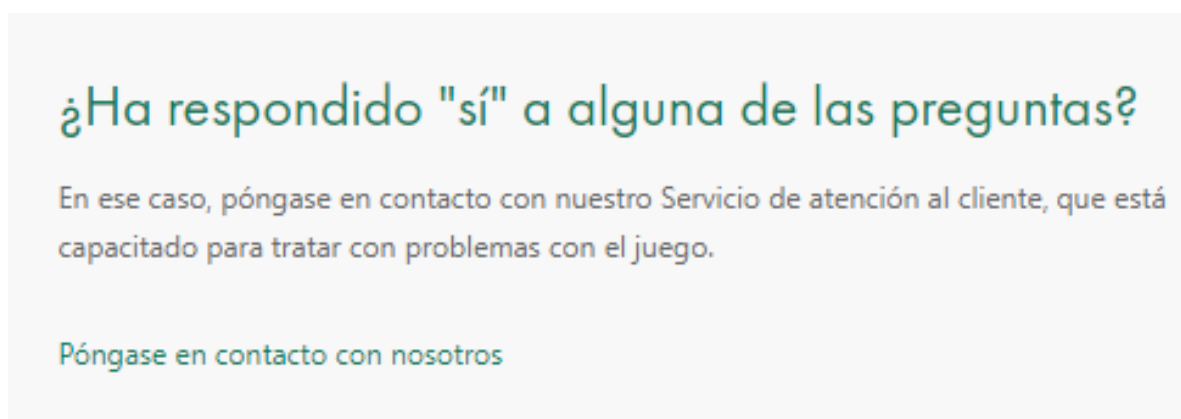 ¿Ha respondido "sí" a alguna de las preguntas?
En ese caso, póngase en contacto con nuestro Servicio de atención al cliente, que está
capacitado para tratar con problemas con el juego.
Póngase en contacto con nosotros